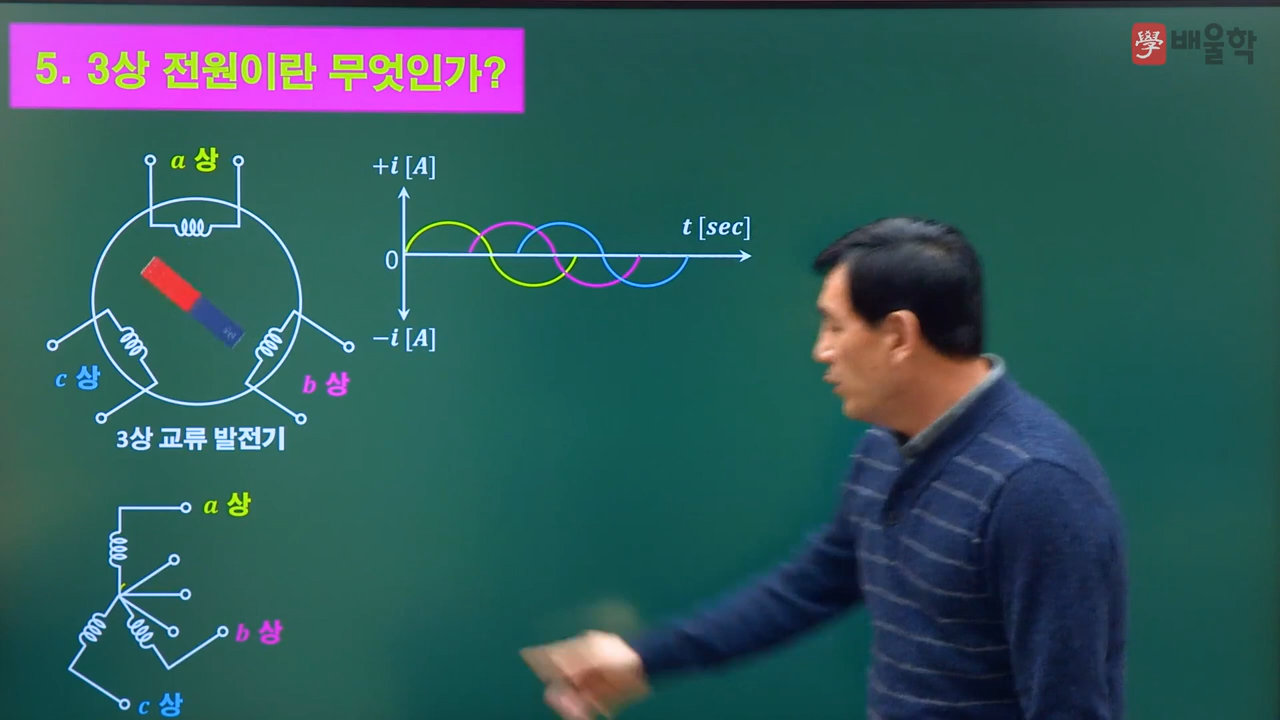 5. 3상 전원이란 무엇인가?
學 배울학
a 상
+i [A]
t [sec]
0
−i [A]
c 상
b 상
3상 교류 발전기
a 상
b 상
c 상